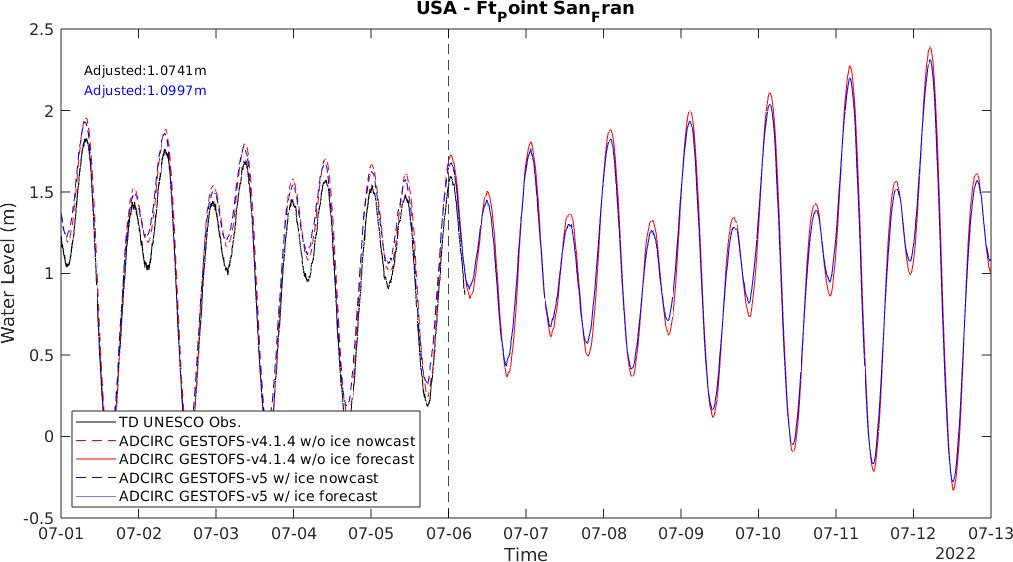 USA - FtPoint SanFran
Adjusted:1.0741m
Adjusted:1.0997m
Water Level (m)
2.5
2
1.5
1
0.5
0
-0.5
TD UNESCO Obs.
ADCIRC GESTOFS-v4.1.4 w/o ice nowcast
ADCIRC GESTOFS-v4.1.4 w/o ice forecast
ADCIRC GESTOFS-v5 w/ ice nowcast
ADCIRC GESTOFS-v5 w/ ice forecast
07-01 07-02 07-03 07-04 07-05 07-06 07-07 07-08 07-09 07-10 07-11 07-12 07-13
Time
2022